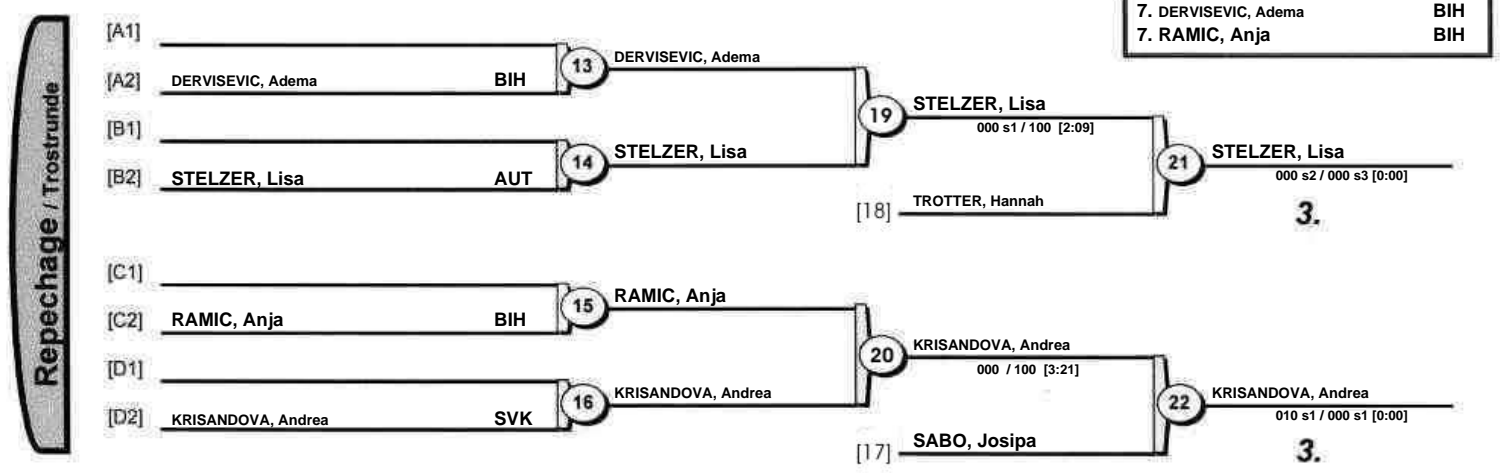 7. DERVISEVIC, Adema BIH
7. RAMIC, Anja BIH
Repechage / Trostrunde
[A1]
[A2] DERVISEVIC, Adema BIH
13
DERVISEVIC, Adema
[B1]
[B2] STELZER, Lisa AUT
14
STELZER, Lisa
19
STELZER, Lisa
000 s1 / 100 [2:09]
[18] TROTTER, Hannah
21
STELZER, Lisa
000 s2 / 000 s3 [0:00]
3.
[C1]
[C2] RAMIC, Anja BIH
15
RAMIC, Anja
[D1]
[D2] KRISANDOVA, Andrea SVK
16
KRISANDOVA, Andrea
20
KRISANDOVA, Andrea
000 / 100 [3:21]
[17] SABO, Josipa
22
KRISANDOVA, Andrea
010 s1 / 000 s1 [0:00]
3.